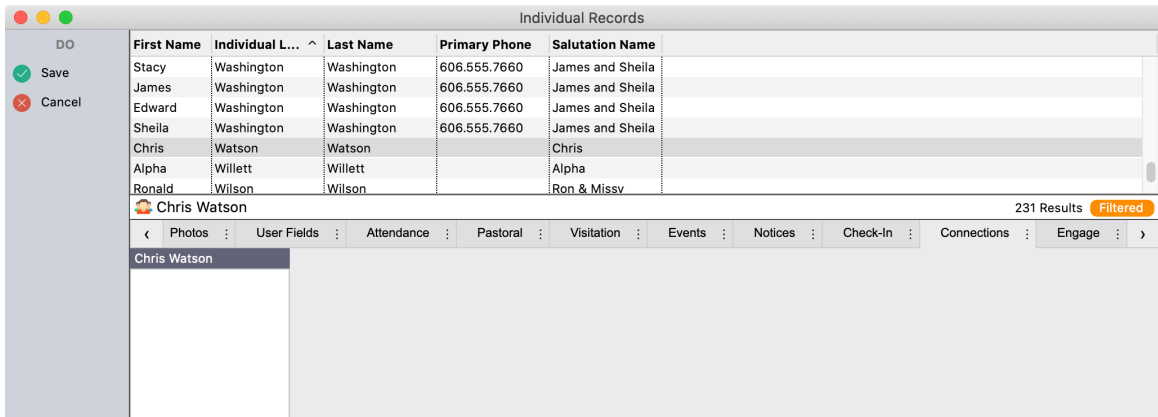 Individual Records
DO
Save
Cancel
First Name Individual L... Last Name Primary Phone Salutation Name
Stacy Washington Washington 606.555.7660 James and Sheila
James Washington Washington 606.555.7660 James and Sheila
Edward Washington Washington 606.555.7660 James and Sheila
Sheila Washington Washington 606.555.7660 James and Sheila
Chris Watson Watson Chris
Alpha Willett Willett Alpha
Ronald Wilson Wilson Ron & Missy
Chris Watson 231 Results Filtered
Photos User Fields Attendance Pastoral Visitation Events Notices Check-In Connections Engage
Chris Watson